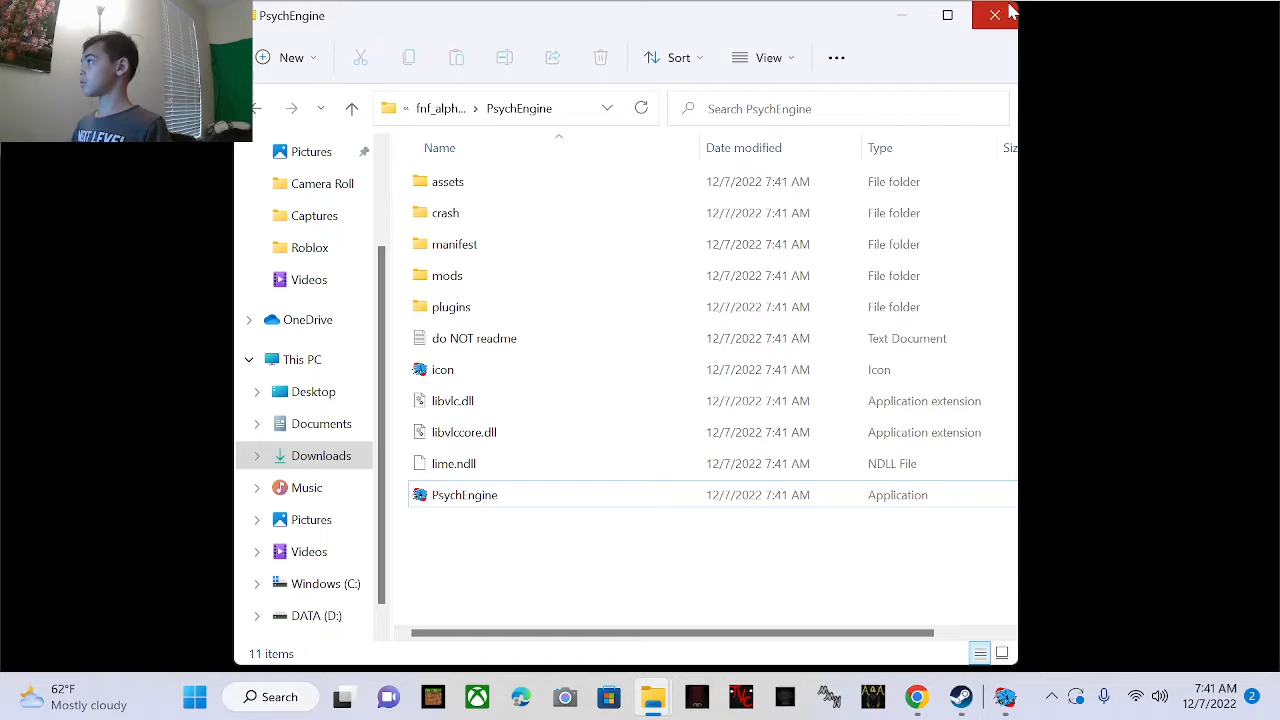 PsychEngine
New
Sort
View
« fnf_alph... > PsychEngine
Search PsychEngine
Name Date modified Type Siz
Pictures
Camera Roll
Captures
Roblox
Videos
OneDrive
This PC
Desktop
Documents
Downloads
Music
Pictures
Videos
Windows (C:)
DATA (D:)
assets 12/7/2022 7:41 AM File folder
crash 12/7/2022 7:41 AM File folder
manifest 12/7/2022 7:41 AM File folder
mods 12/7/2022 7:41 AM File folder
plugins 12/7/2022 7:41 AM File folder
do NOT readme 12/7/2022 7:41 AM Text Document
icon 12/7/2022 7:41 AM Icon
libvlc.dll 12/7/2022 7:41 AM Application extension
libvlccore.dll 12/7/2022 7:41 AM Application extension
lime.ndll 12/7/2022 7:41 AM NDLL File
PsychEngine 12/7/2022 7:41 AM Application
11 items
62°F
Mostly cloudy
Search
7:41 AM
12/7/2022
2